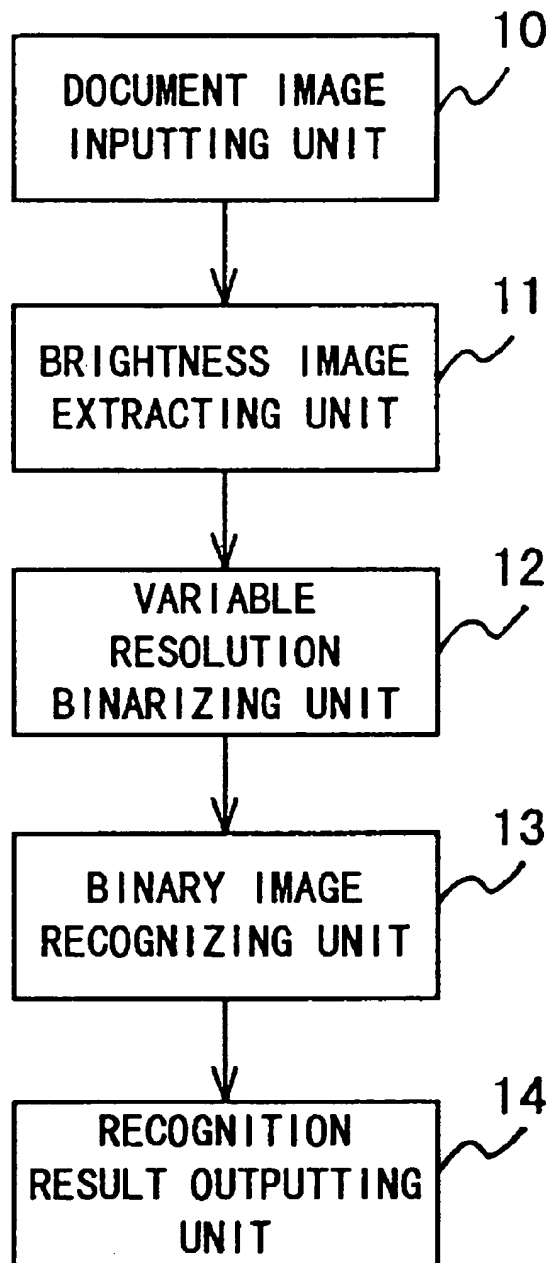 10
DOCUMENT IMAGE
INPUTTING UNIT
11
BRIGHTNESS IMAGE
EXTRACTING UNIT
12
VARIABLE
RESOLUTION
BINARIZING UNIT
13
BINARY IMAGE
RECOGNIZING UNIT
14
RECOGNITION
RESULT OUTPUTTING
UNIT